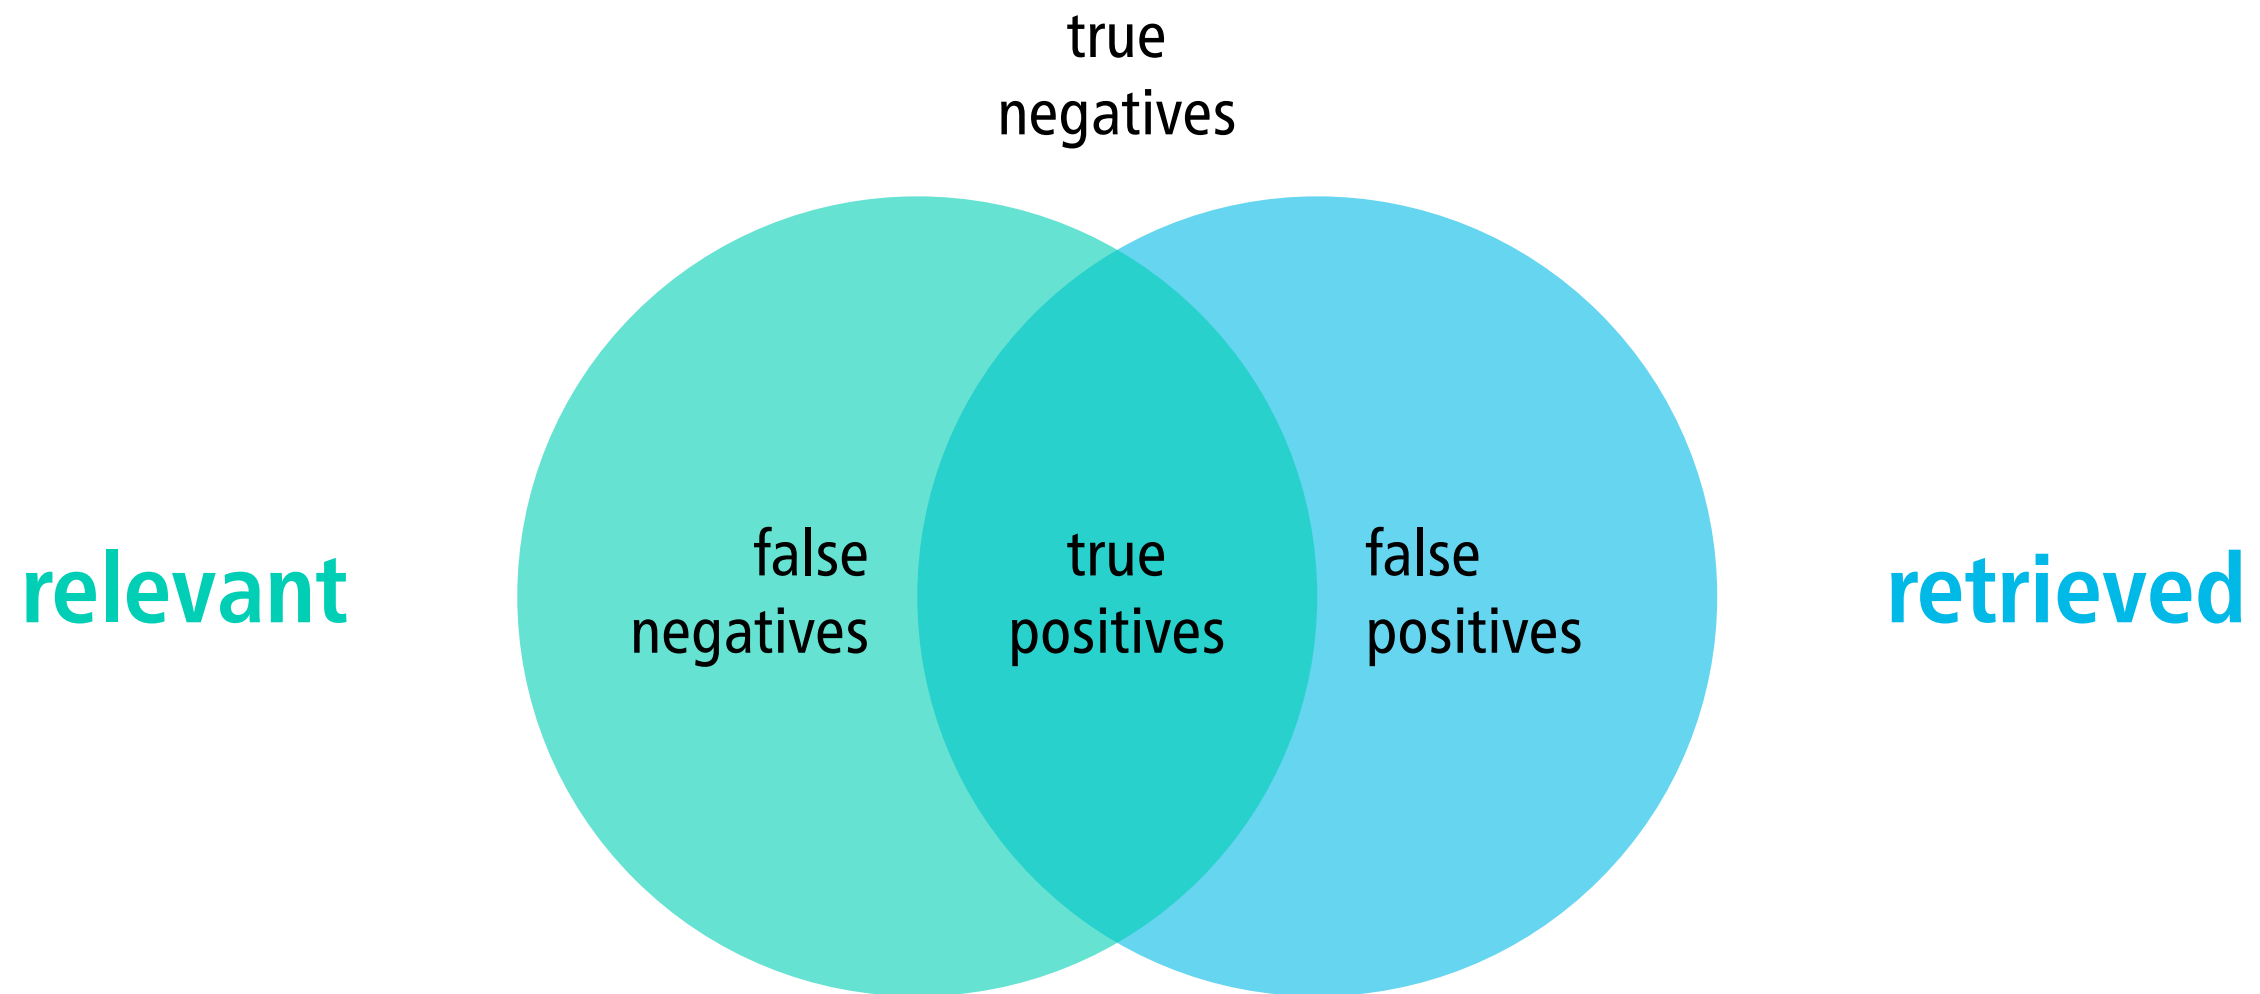 true
negatives
relevant
false
negatives
true
positives
false
positives
retrieved